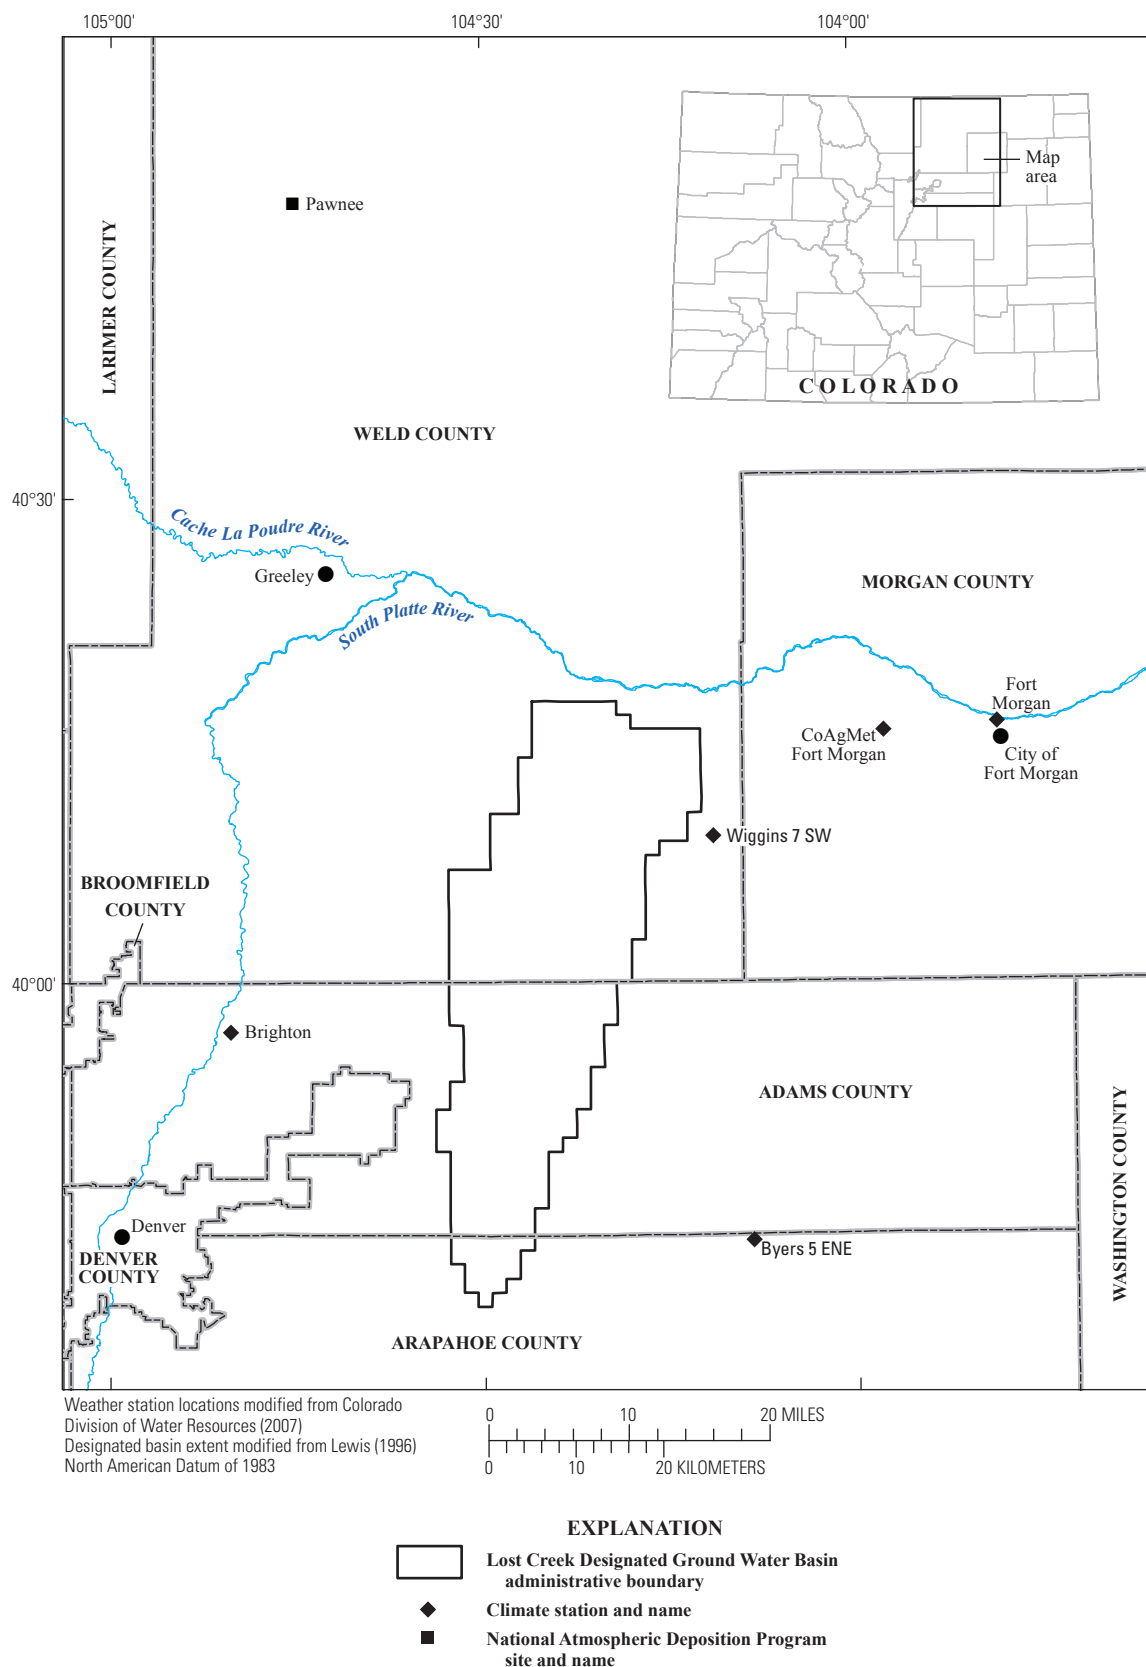 105°00'
104°30'
104°00'
Map
area
COLORADO
Pawnee
LARIMER COUNTY
WELD COUNTY
40°30'
Cache La Poudre River
Greeley
South Platte River
MORGAN COUNTY
Fort
Morgan
CoAgMet
Fort Morgan
City of
Fort Morgan
Wiggins 7 SW
BROOMFIELD
COUNTY
40°00'
Brighton
ADAMS COUNTY
WASHINGTON COUNTY
Denver
DENVER
COUNTY
Byers 5 ENE
ARAPAHOE COUNTY
Weather station locations modified from Colorado
Division of Water Resources (2007)
Designated basin extent modified from Lewis (1996)
North American Datum of 1983
0 10 20 MILES
0 10 20 KILOMETERS
EXPLANATION
Lost Creek Designated Ground Water Basin
administrative boundary
Climate station and name
National Atmospheric Deposition Program
site and name